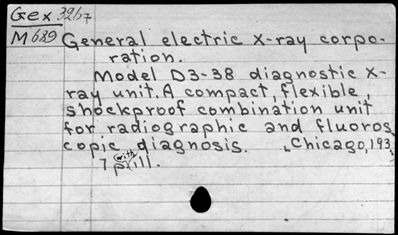 Gex 3267
M689 General electric X-ray corpo-
ration.
Model D3-38 diagnostic X-
ray unit. A compact, flexible,
shockproof combination unit
for radiographic and fluoros
copic diagnosis. Chicago, 193
with
ill.